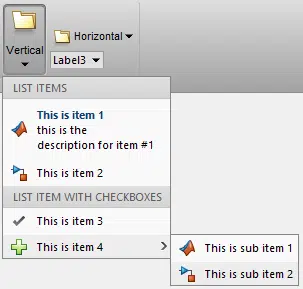 Vertical
Horizontal
Label3
LIST ITEMS
This is item 1
this is the
description for item #1
This is item 2
LIST ITEM WITH CHECKBOXES
This is item 3
This is item 4
This is sub item 1
This is sub item 2